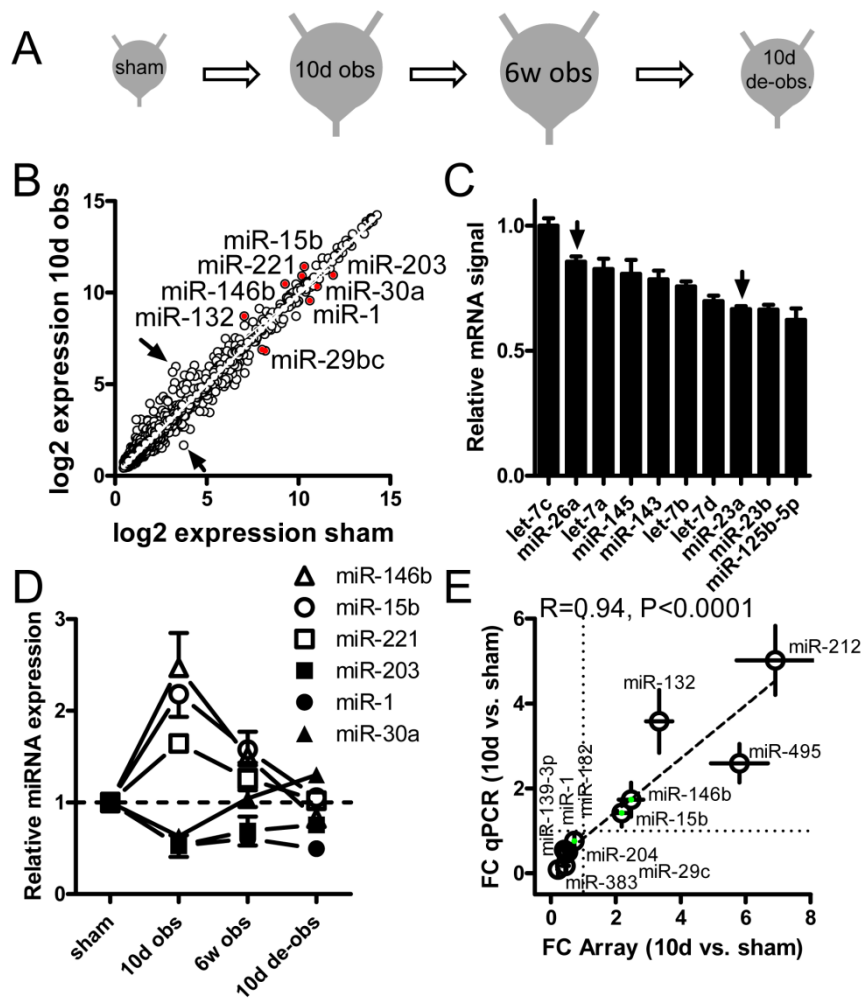 A
sham
10d obs
6w obs
10d
de-obs.
B
log2 expression 10d obs
15
10
5
0
0
5
10
15
log2 expression sham
miR-15b
miR-221
miR-146b
miR-132
miR-203
miR-30a
miR-1
miR-29bc
C
Relative mRNA signal
1.0
0.5
0.0
let-7c
miR-26a
let-7a
miR-145
miR-143
let-7b
let-7d
miR-23a
miR-23b
miR-125b-5p
D
Relative miRNA expression
3
2
1
0
sham
10d obs
6w obs
10d de-obs
miR-146b
miR-15b
miR-221
miR-203
miR-1
miR-30a
E
R=0.94, P<0.0001
FC qPCR (10d vs. sham)
6
4
2
0
miR-212
miR-132
miR-495
miR-146b
miR-15b
miR-139-3p
miR-1
miR-182
miR-204
miR-29c
miR-383
0
2
4
6
8
FC Array (10d vs. sham)